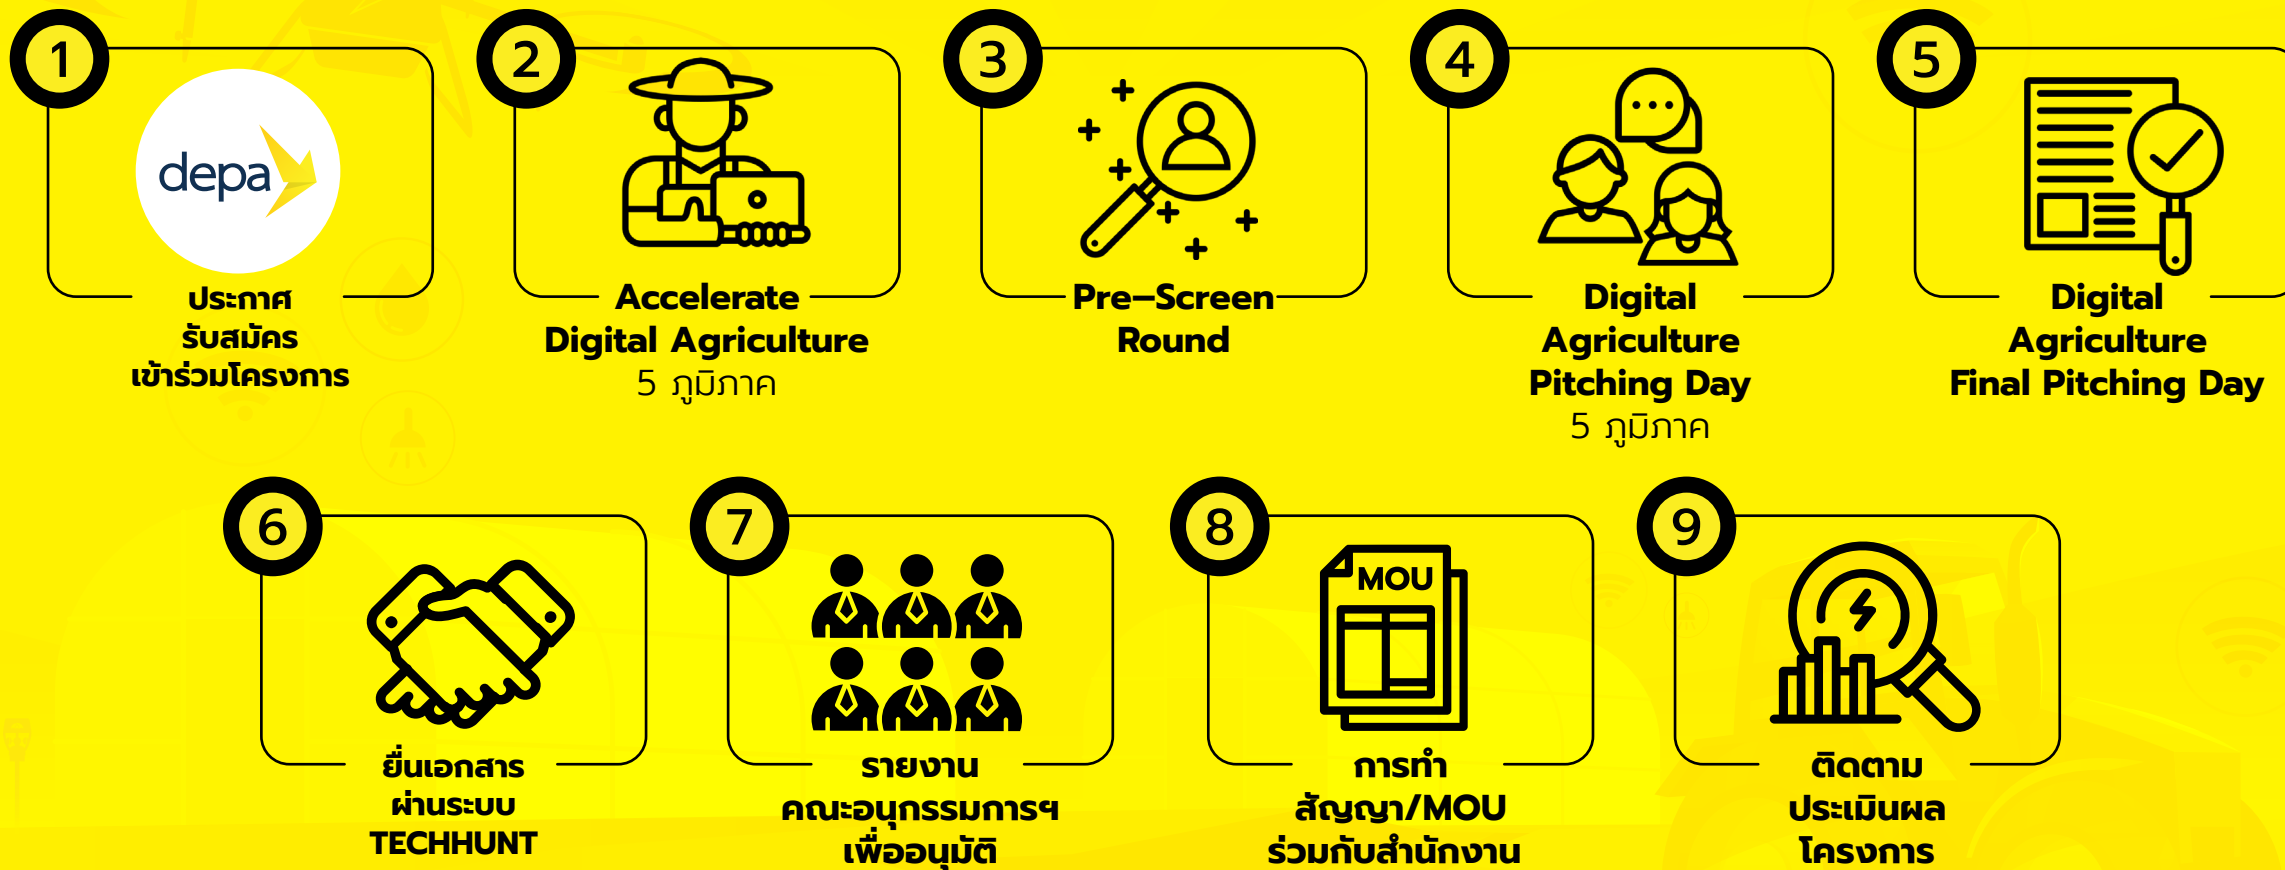 1
depa
ประกาศ
รับสมัคร
เข้าร่วมโครงการ
2
Accelerate
Digital Agriculture
5 ภูมิภาค
3
Pre–Screen
Round
4
Digital
Agriculture
Pitching Day
5 ภูมิภาค
5
Digital
Agriculture
Final Pitching Day
6
ยื่นเอกสาร
ผ่านระบบ
TECHHUNT
7
รายงาน
คณะอนุกรรมการฯ
เพื่ออนุมัติ
8
MOU
การทำ
สัญญา/MOU
ร่วมกับสำนักงาน
9
ติดตาม
ประเมินผล
โครงการ